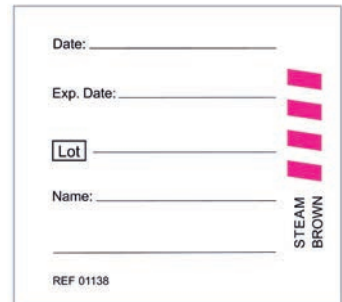 Date:
Exp. Date:
Lot
Name:
STEAM
BROWN
REF 01138